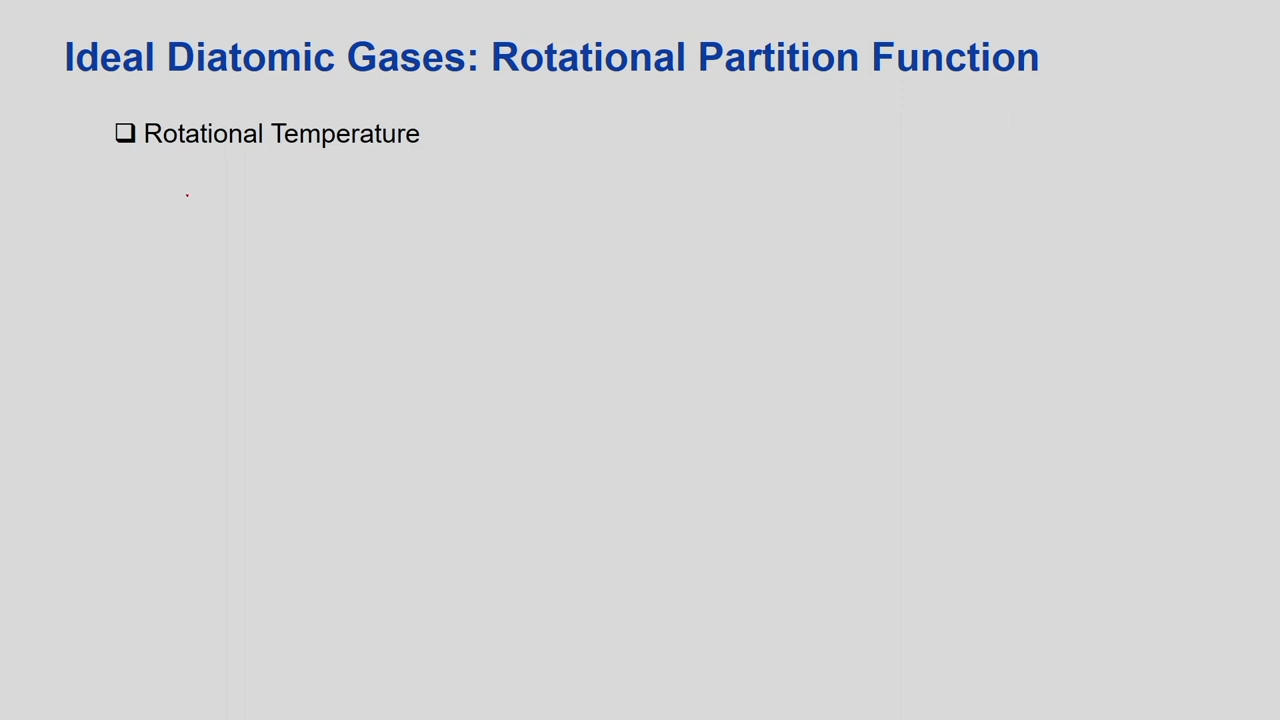 Ideal Diatomic Gases: Rotational Partition Function
❑ Rotational Temperature